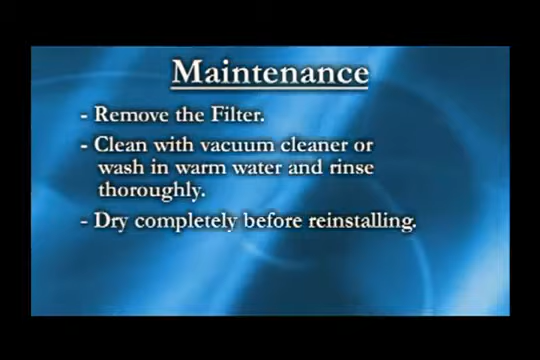 Maintenance
- Remove the Filter.
- Clean with vacuum cleaner or
wash in warm water and rinse
thoroughly.
- Dry completely before reinstalling.